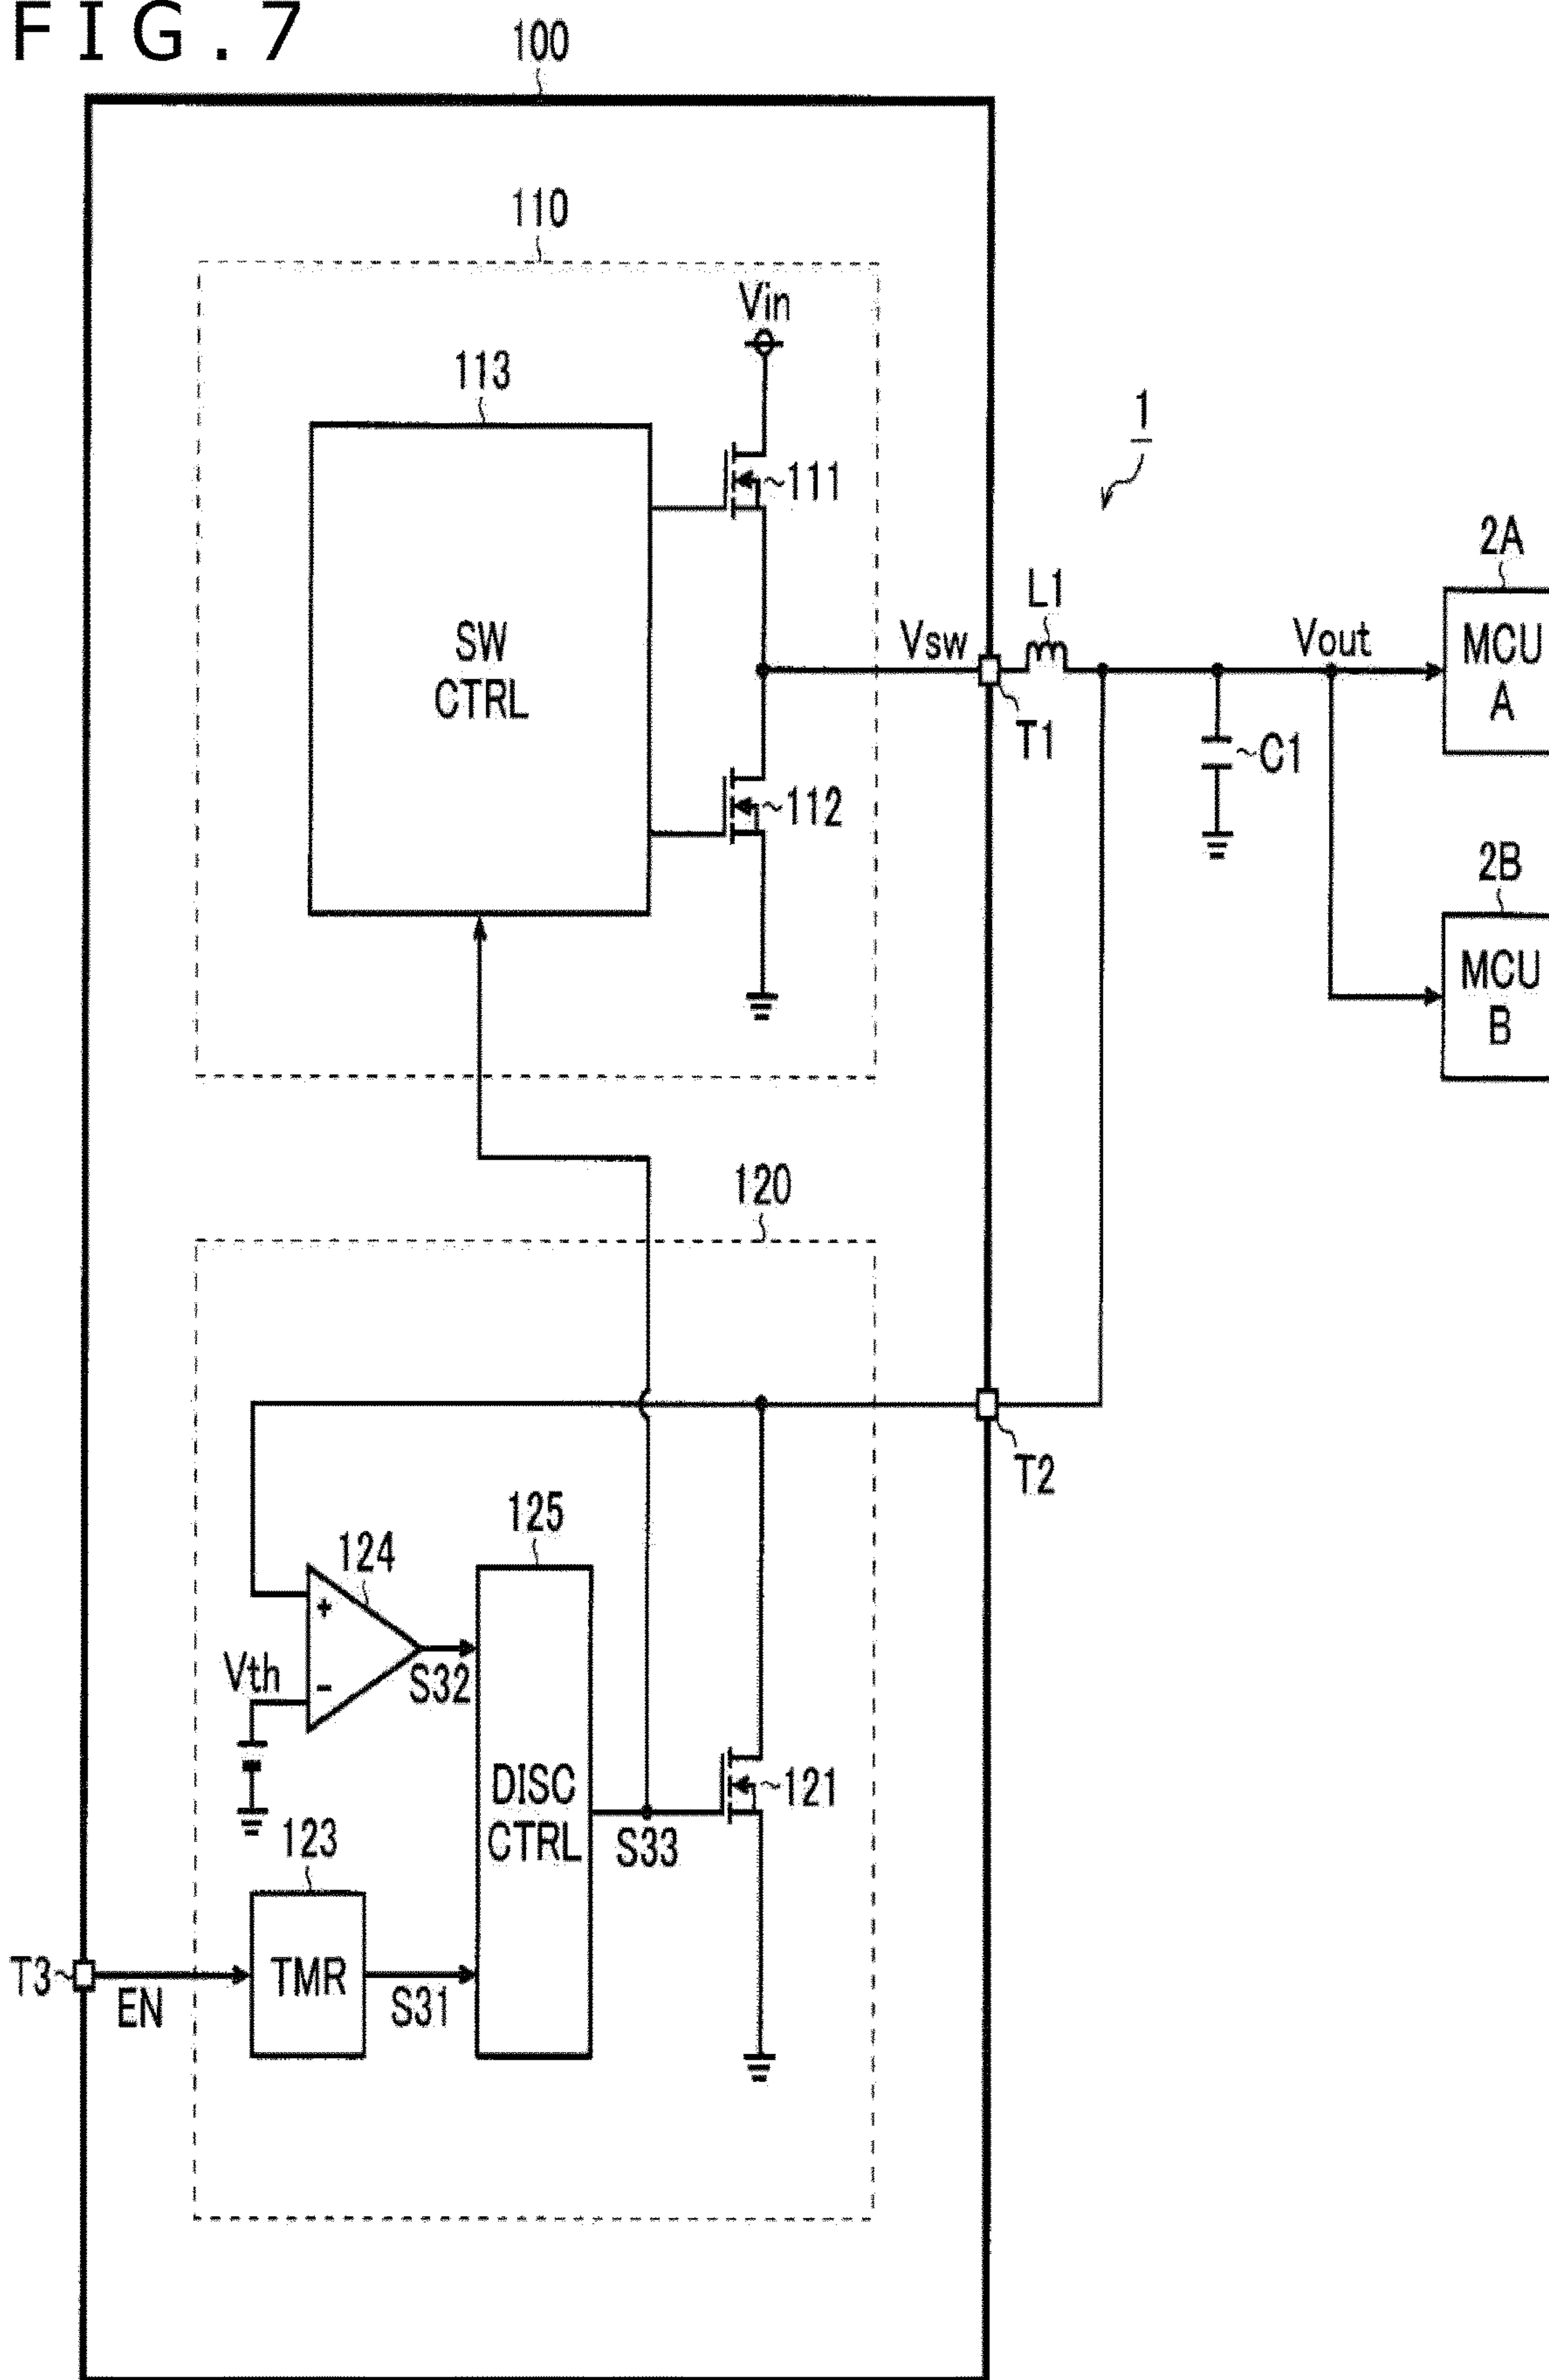 FIG.7
100
110
Vin
113
111
1
2A
SW
CTRL
Vsw
L1
Vout
MCU
A
T1
C1
112
2B
MCU
B
120
T2
125
124
+
Vth
-
S32
DISC
CTRL
121
123
S33
T3
EN
TMR
S31